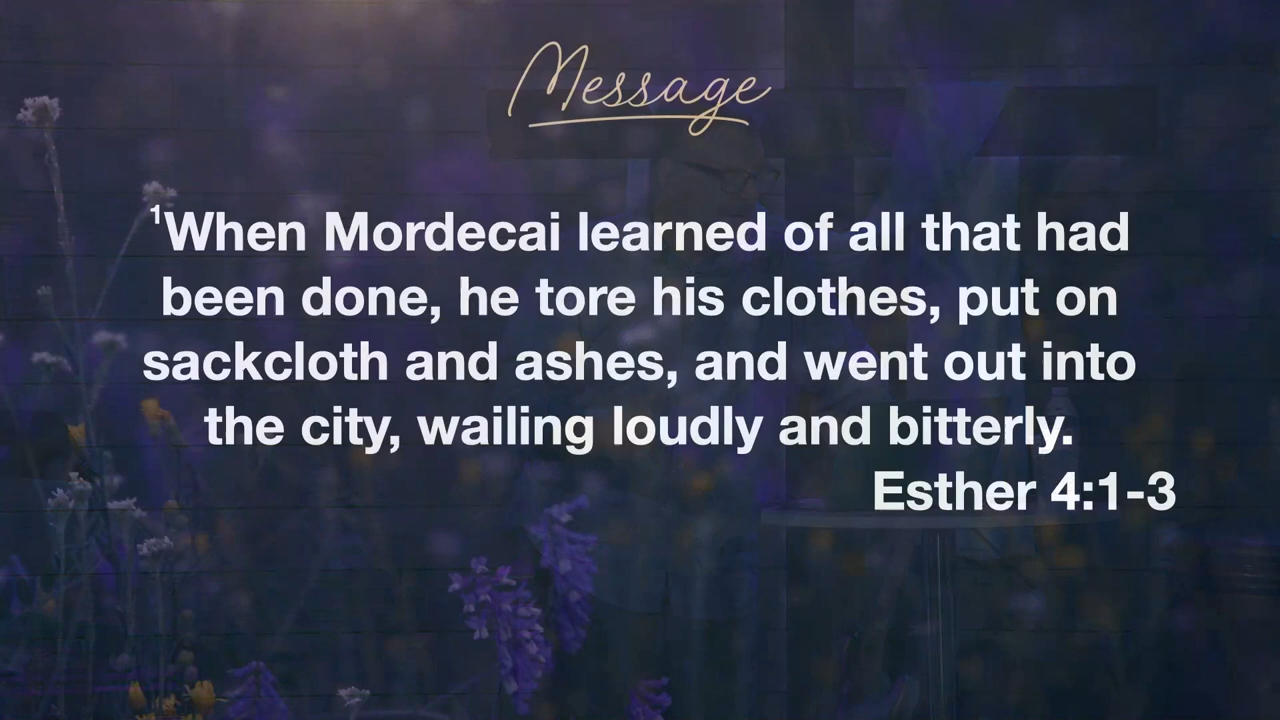 Message
¹When Mordecai learned of all that had
been done, he tore his clothes, put on
sackcloth and ashes, and went out into
the city, wailing loudly and bitterly.
Esther 4:1-3